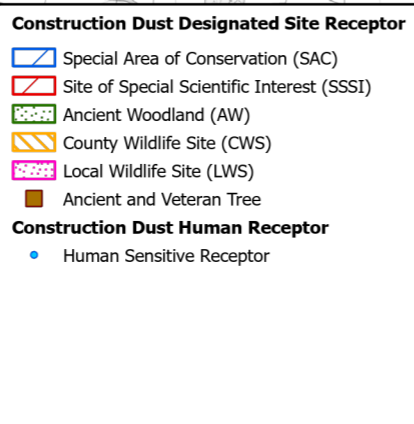 Construction Dust Designated Site Receptor
Special Area of Conservation (SAC)
Site of Special Scientific Interest (SSSI)
Ancient Woodland (AW)
County Wildlife Site (CWS)
Local Wildlife Site (LWS)
Ancient and Veteran Tree
Construction Dust Human Receptor
Human Sensitive Receptor